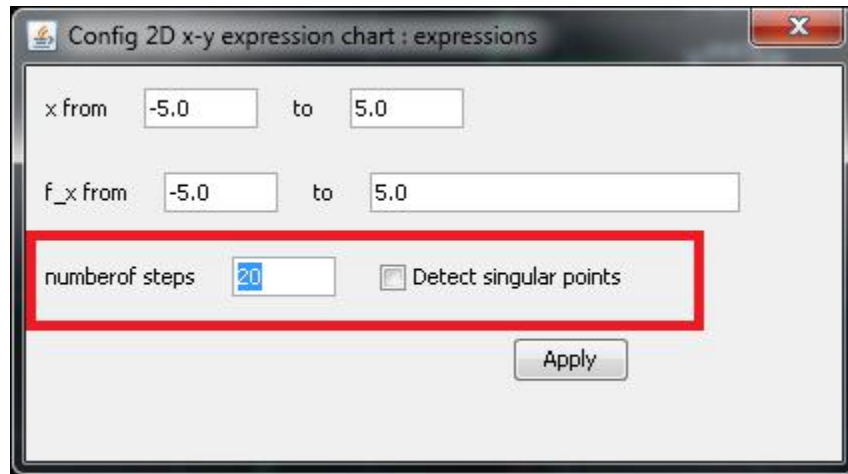 Config 2D x-y expression chart : expressions
x from -5.0 to 5.0
f_x from -5.0 to 5.0
numberof steps 20 Detect singular points
Apply